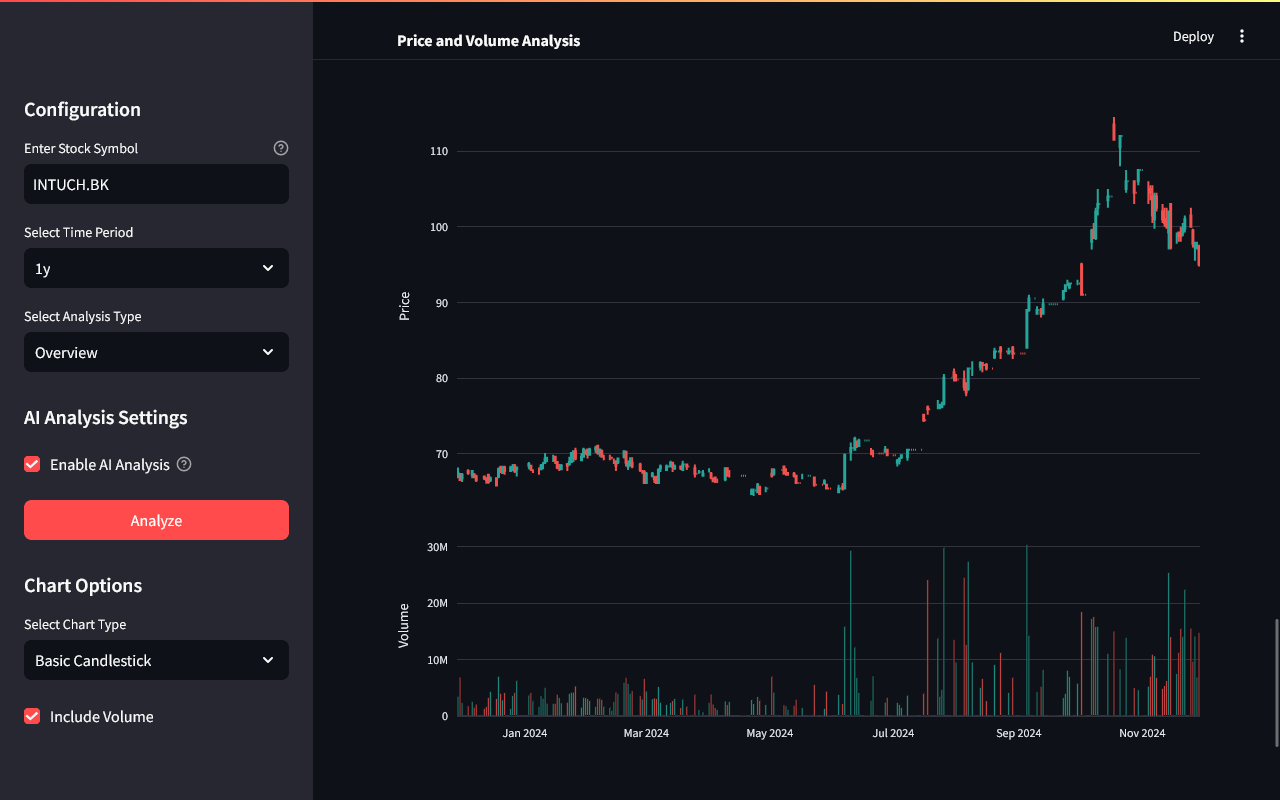 Configuration
Enter Stock Symbol
INTUCH.BK
Select Time Period
1y
Select Analysis Type
Overview
AI Analysis Settings
Enable AI Analysis
Analyze
Chart Options
Select Chart Type
Basic Candlestick
Include Volume
Price and Volume Analysis
Deploy
Price
110
100
90
80
70
Volume
30M
20M
10M
0
Jan 2024
Mar 2024
May 2024
Jul 2024
Sep 2024
Nov 2024